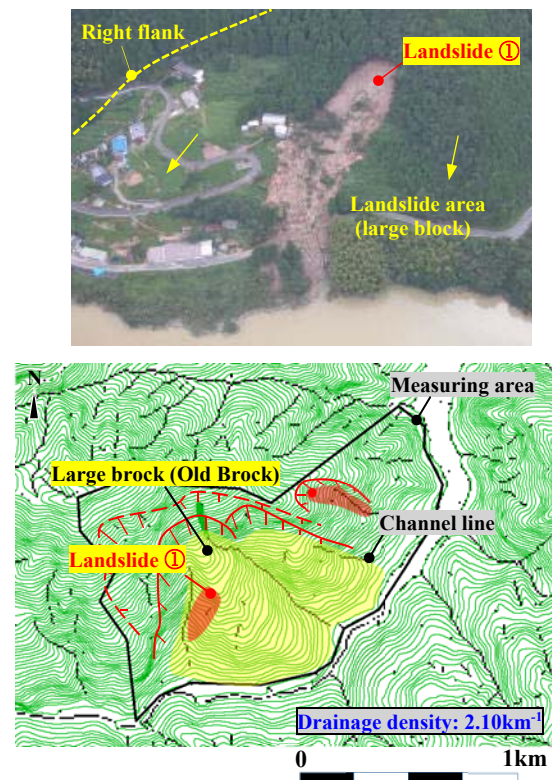 Right flank
Landslide ①
Landslide area
(large block)
N
Measuring area
Large brock (Old Brock)
Channel line
Landslide ①
Drainage density: 2.10km⁻¹
0 1km